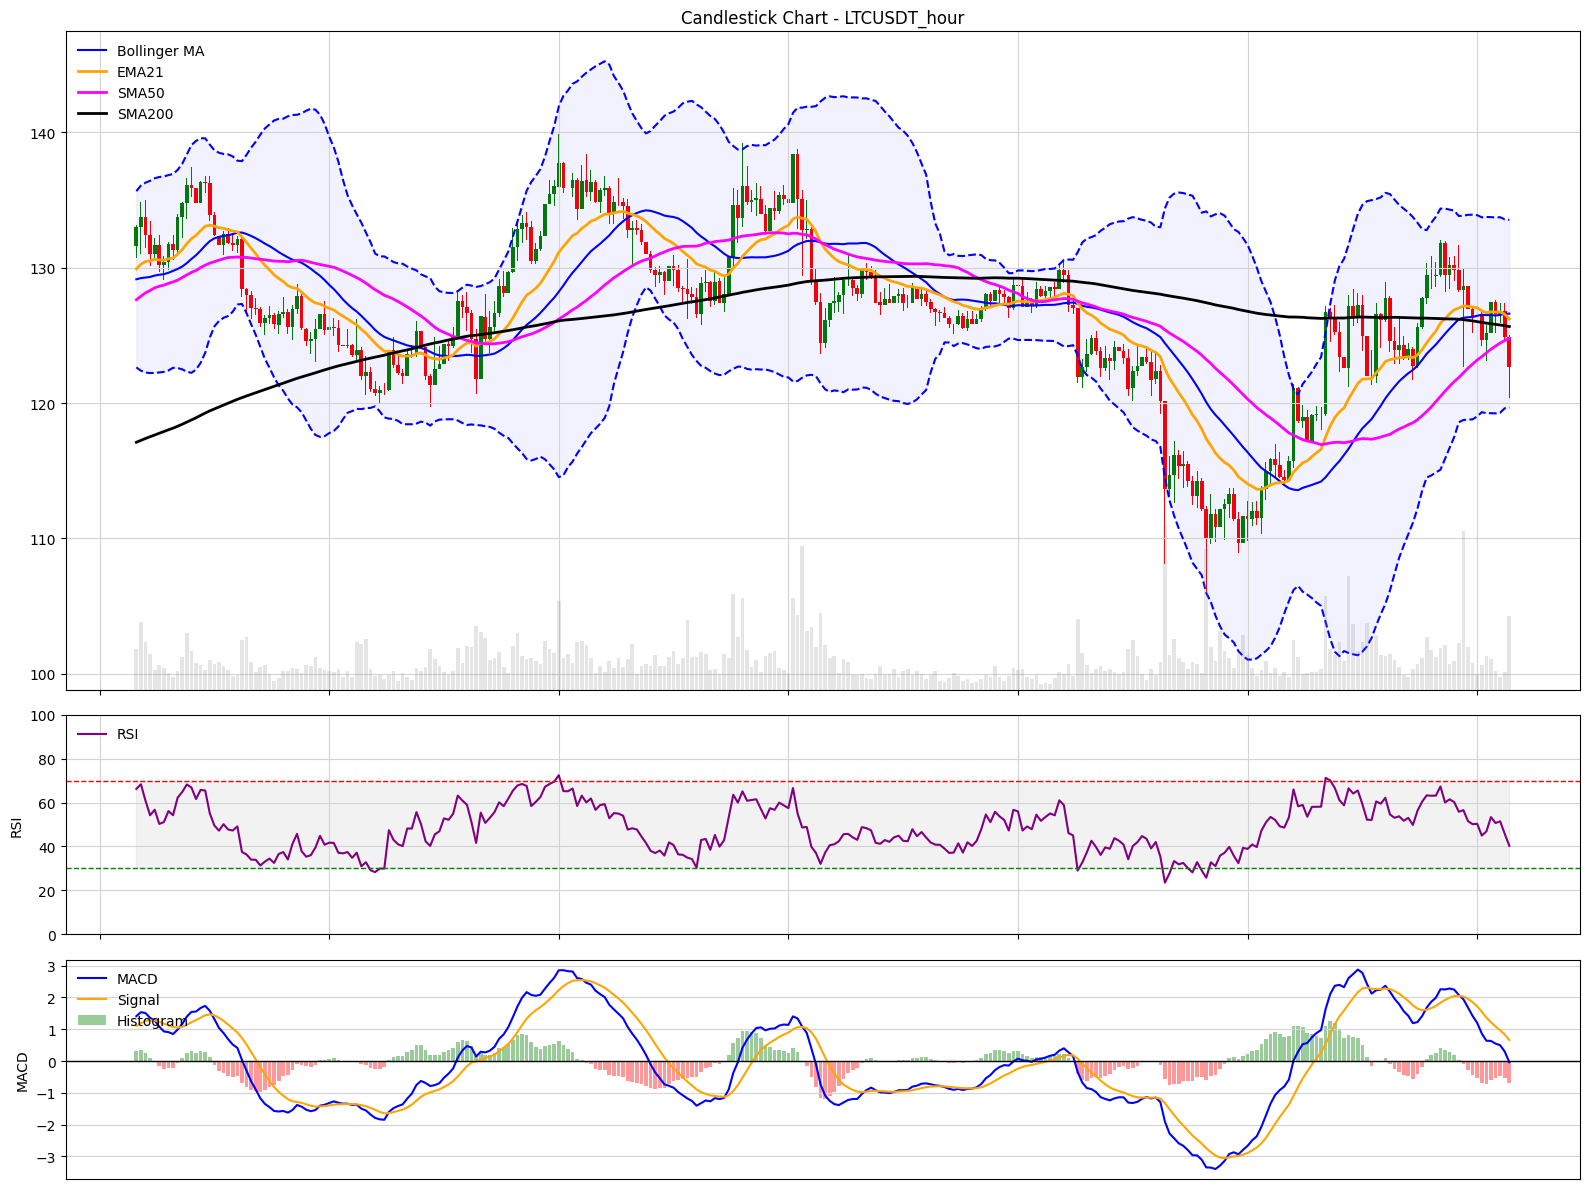 Candlestick Chart - LTCUSDT_hour
Bollinger MA
EMA21
SMA50
SMA200
140
130
120
110
100
RSI
100
80
60
40
20
0
RSI
MACD
Signal
Histogram
3
2
1
0
−1
−2
−3
MACD